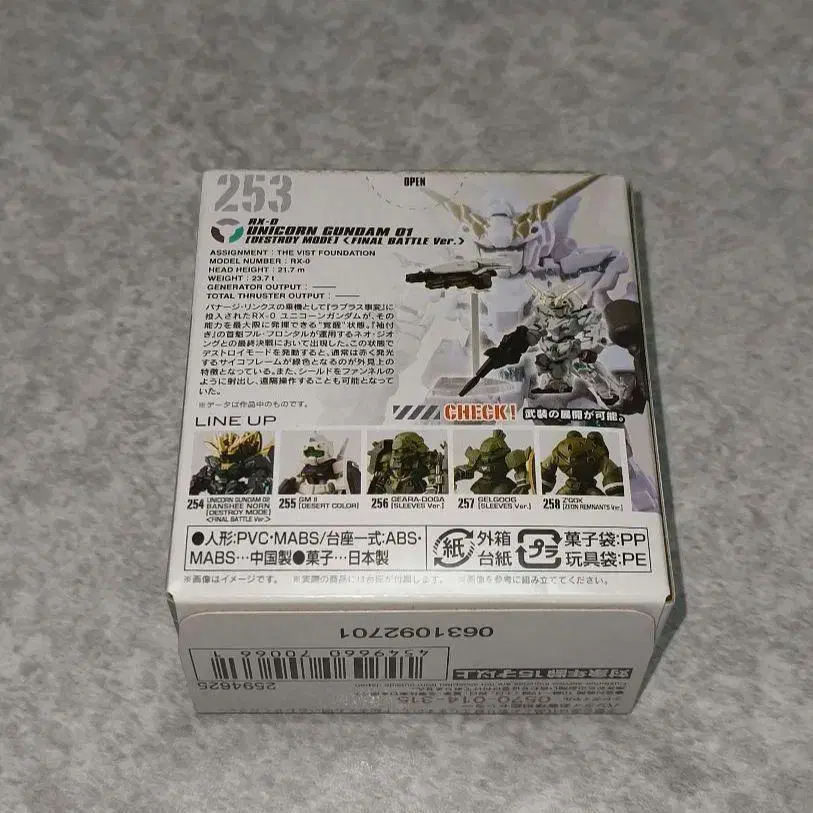 253
OPEN
RX-0
UNICORN GUNDAM 01
[DESTROY MODE] <FINAL BATTLE Ver.>
ASSIGNMENT : THE VIST FOUNDATION
MODEL NUMBER : RX-0
HEAD HEIGHT : 21.7 m
WEIGHT : 23.7 t
GENERATOR OUTPUT : ——
TOTAL THRUSTER OUTPUT : ——
バナージ・リンクスの乗機として『ラプラス事変』に
投入されたRX-0 ユニコーンガンダムが、その
能力を最大限に発揮できる“覚醒”状態。『袖付
き』の首魁フル・フロンタルが運用するネオ・ジオ
ングとの最終決戦において出現した。この状態で
デストロイモードを発動すると、通常は赤く発光
するサイコフレームが緑色となるのが外見上の
特徴となっている。また、シールドをファンネルの
ように射出し、遠隔操作することも可能となって
いた。
※データは作品中のものです。
CHECK! 武装の展開が可能。
LINE UP
254 UNICORN GUNDAM 02
BANSHEE NORN
[DESTROY MODE]
<FINAL BATTLE Ver.>
255 GM II
[DESERT COLOR]
256 GEARA-DOGA
[SLEEVES Ver.]
257 GELGOOG
[SLEEVES Ver.]
258 Z'GOK
[ZEON REMNANTS Ver.]
●人形:PVC・MABS/台座一式:ABS・
MABS…中国製●菓子…日本製
紙 外箱
台紙
プラ 菓子袋:PP
玩具袋:PE
※画像はイメージです。 ※実際の商品には台座が付属します。 ※画像を参考に組み立ててください。
0631092701
4549660700661
2594625
対象年齢15才以上
0570-014-315